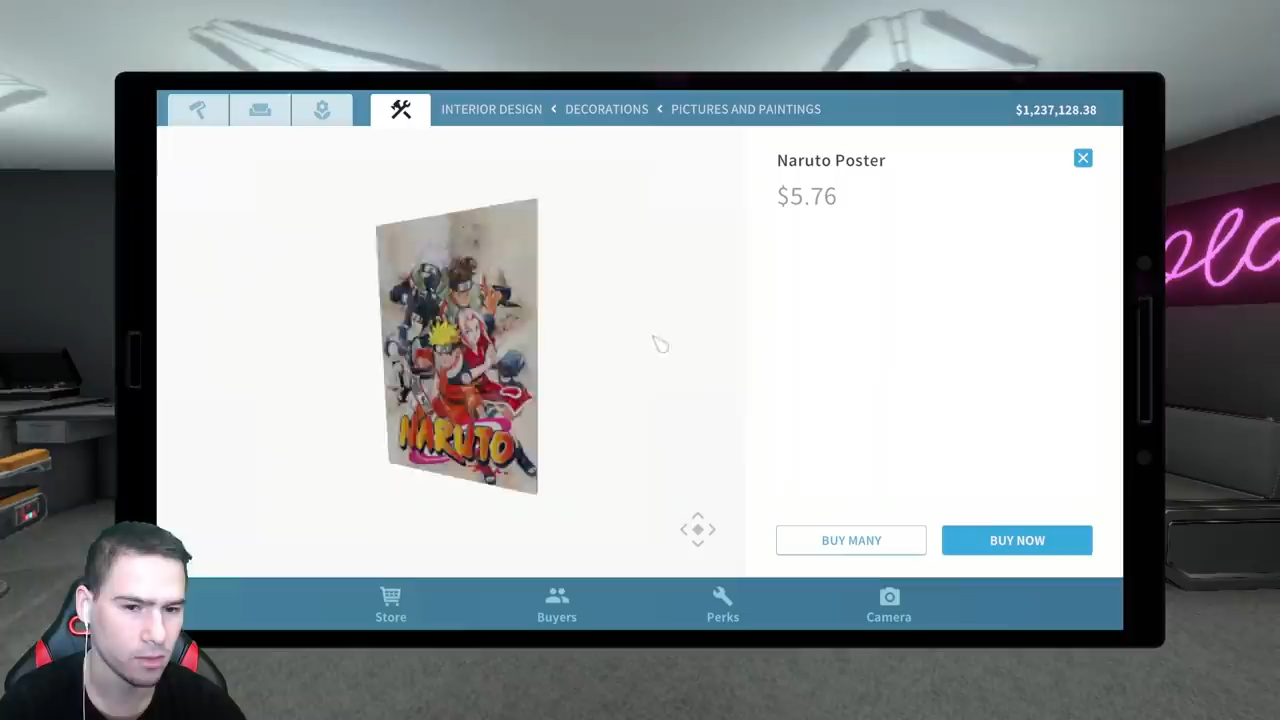 INTERIOR DESIGN < DECORATIONS < PICTURES AND PAINTINGS
$1,237,128.38
Naruto Poster
$5.76
NARUTO
BUY MANY
BUY NOW
Store
Buyers
Perks
Camera